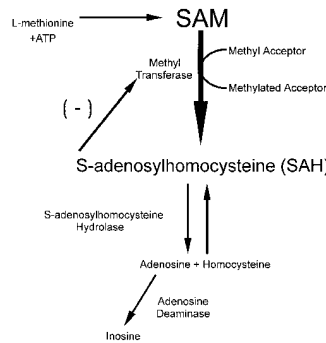 L-methionine
+ATP
SAM
Methyl
Transferase
Methyl Acceptor
Methylated Acceptor
(-)
S-adenosylhomocysteine (SAH)
S-adenosylhomocysteine
Hydrolase
Adenosine + Homocysteine
Adenosine
Deaminase
Inosine